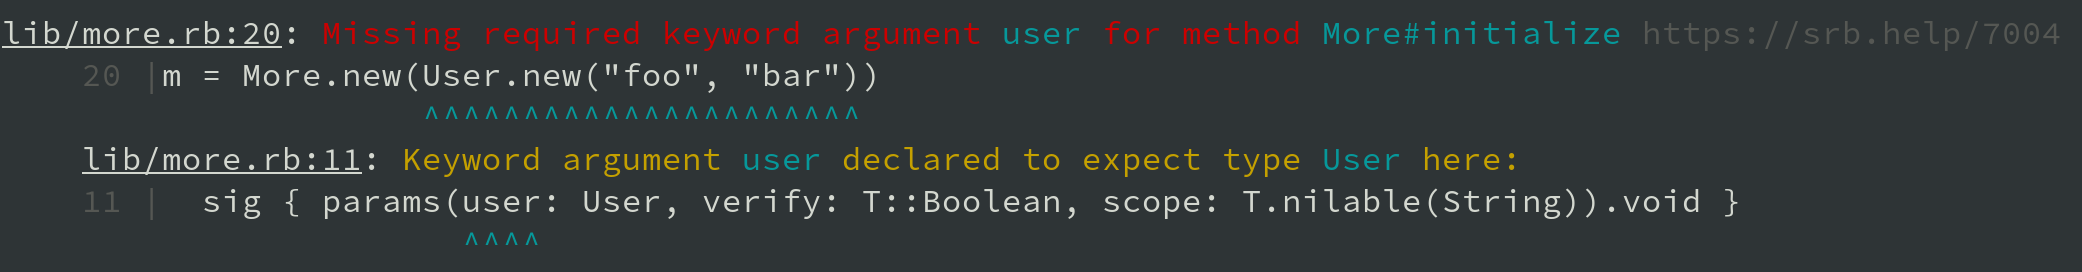 lib/more.rb:20: Missing required keyword argument user for method More#initialize https://srb.help/7004
20 |m = More.new(User.new("foo", "bar"))
^^^^^^^^^^^^^^^^^^^^^^
lib/more.rb:11: Keyword argument user declared to expect type User here:
11 |  sig { params(user: User, verify: T::Boolean, scope: T.nilable(String)).void }
^^^^